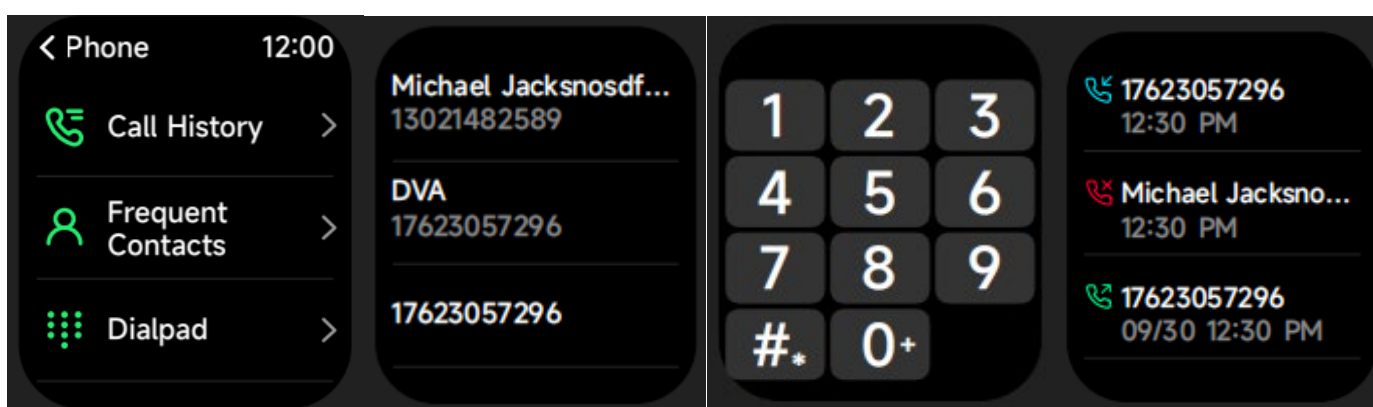 Phone 12:00
Call History
Frequent
Contacts
Dialpad
Michael Jacksnosdf...
13021482589
DVA
17623057296
17623057296
1 2 3
4 5 6
7 8 9
#* 0+
17623057296
12:30 PM
Michael Jacksno...
12:30 PM
17623057296
09/30 12:30 PM